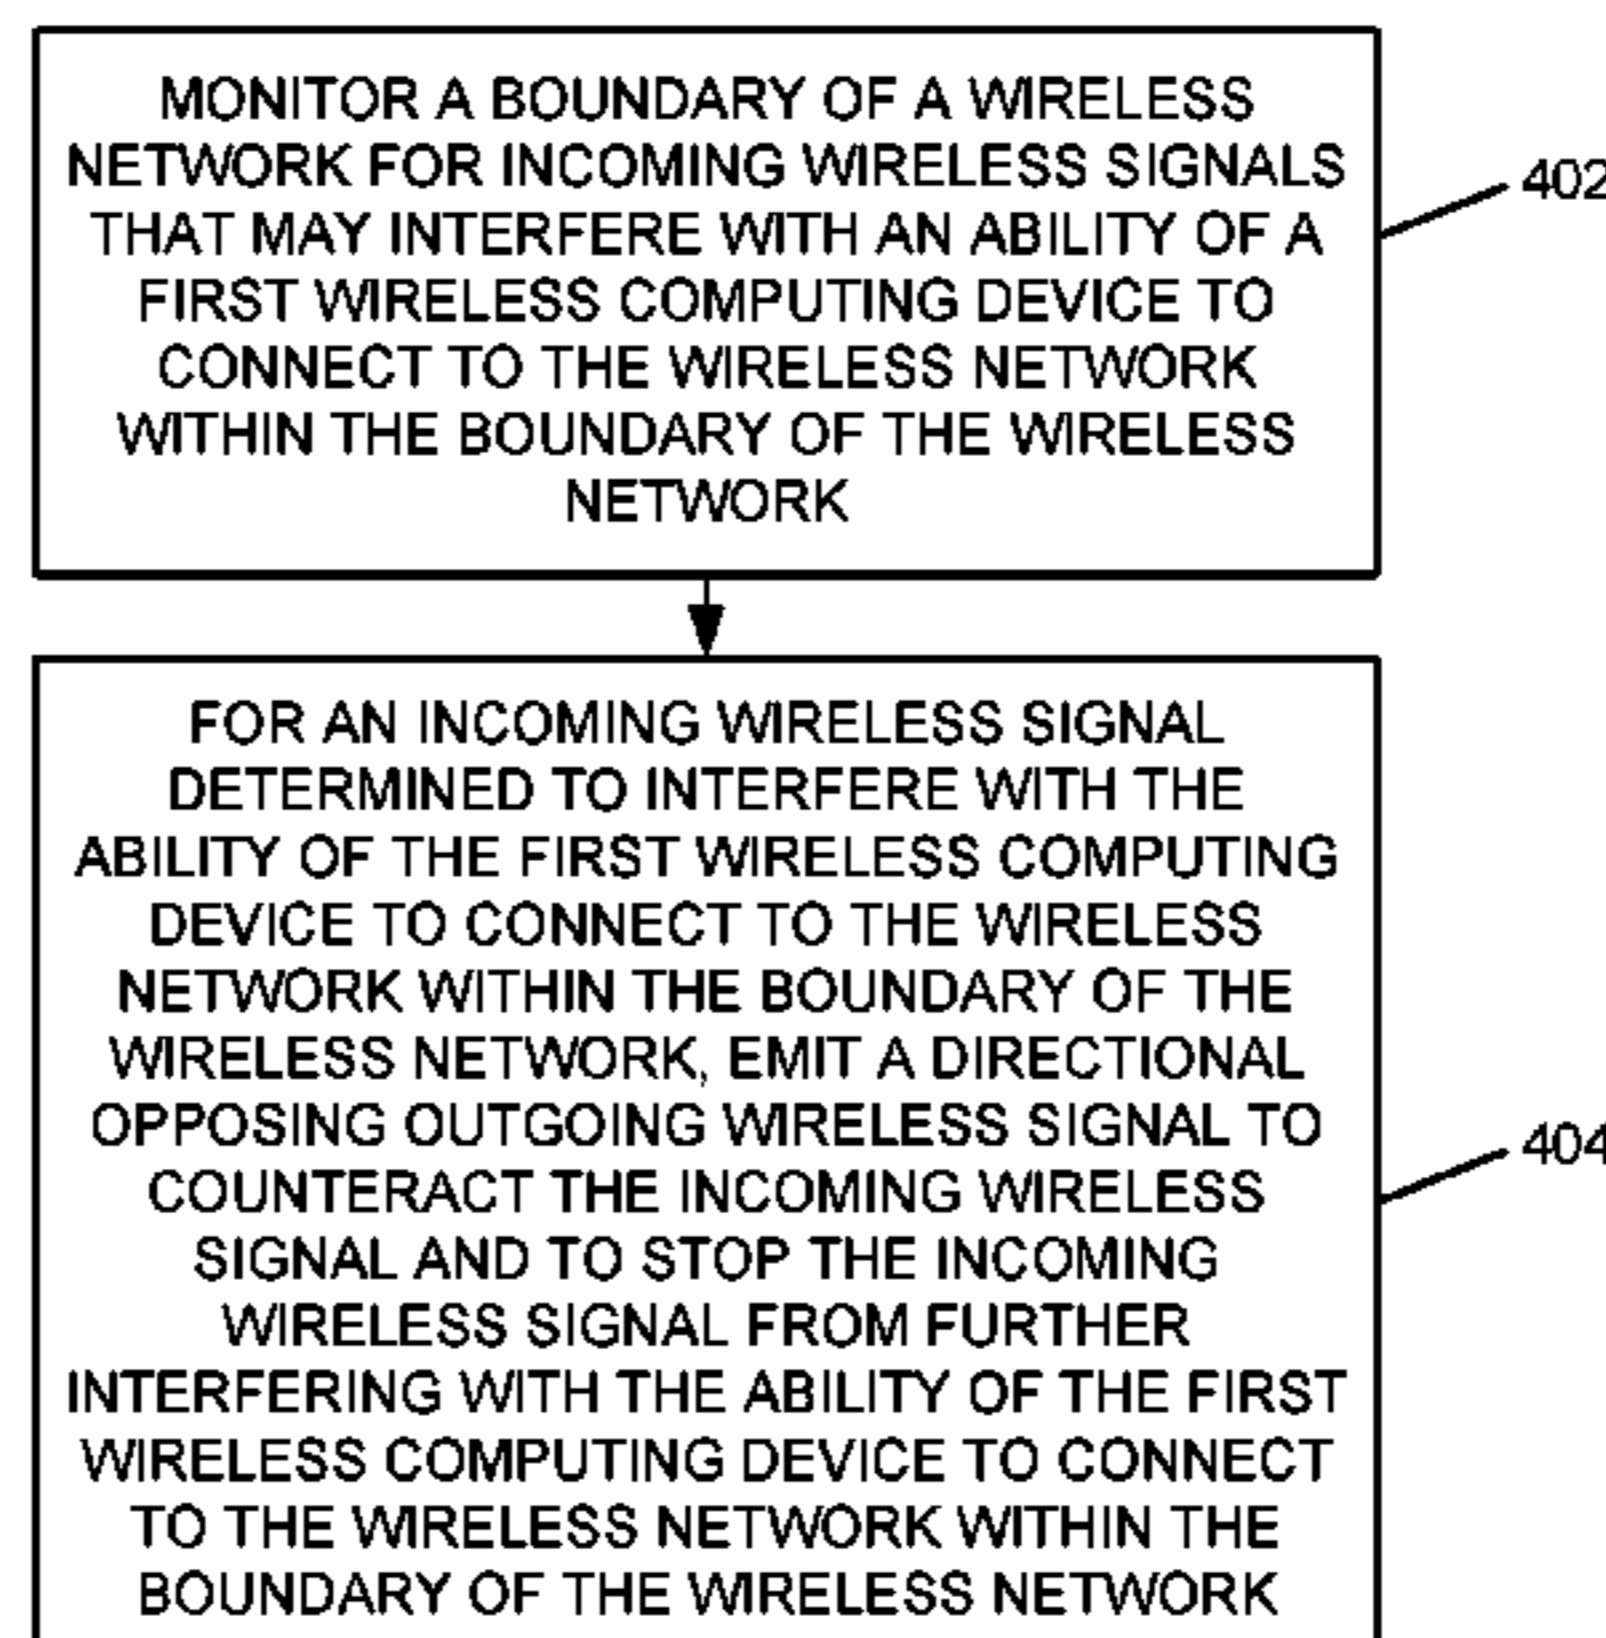 MONITOR A BOUNDARY OF A WIRELESS
NETWORK FOR INCOMING WIRELESS SIGNALS
THAT MAY INTERFERE WITH AN ABILITY OF A
FIRST WIRELESS COMPUTING DEVICE TO
CONNECT TO THE WIRELESS NETWORK
WITHIN THE BOUNDARY OF THE WIRELESS
NETWORK
402
FOR AN INCOMING WIRELESS SIGNAL
DETERMINED TO INTERFERE WITH THE
ABILITY OF THE FIRST WIRELESS COMPUTING
DEVICE TO CONNECT TO THE WIRELESS
NETWORK WITHIN THE BOUNDARY OF THE
WIRELESS NETWORK, EMIT A DIRECTIONAL
OPPOSING OUTGOING WIRELESS SIGNAL TO
COUNTERACT THE INCOMING WIRELESS
SIGNAL AND TO STOP THE INCOMING
WIRELESS SIGNAL FROM FURTHER
INTERFERING WITH THE ABILITY OF THE FIRST
WIRELESS COMPUTING DEVICE TO CONNECT
TO THE WIRELESS NETWORK WITHIN THE
BOUNDARY OF THE WIRELESS NETWORK
404